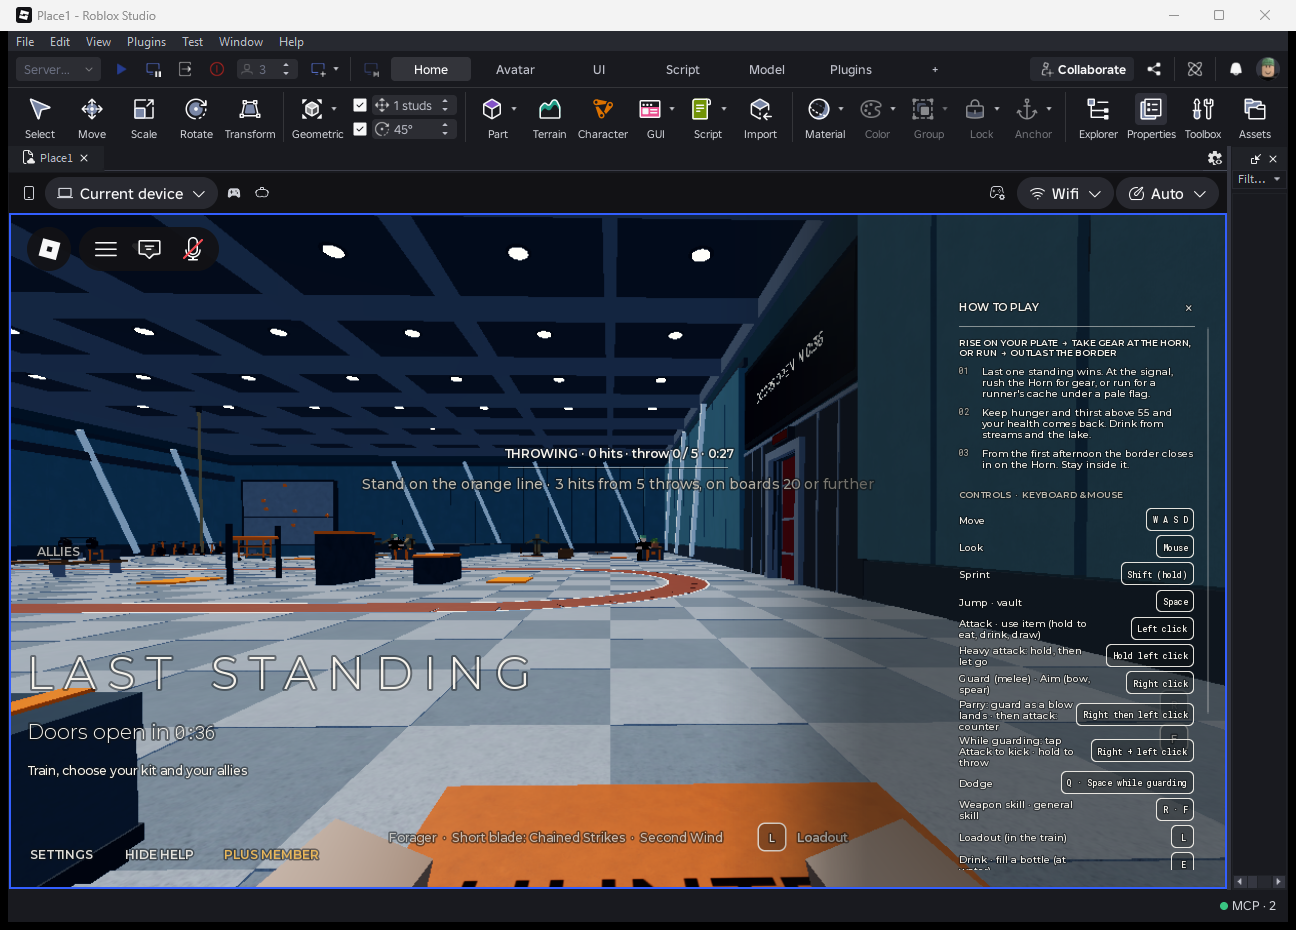 Place1 - Roblox Studio
File Edit View Plugins Test Window Help
Server... 3 Home Avatar UI Script Model Plugins + Collaborate
1 studs
45°
Select Move Scale Rotate Transform Geometric Part Terrain Character GUI Script Import Material Color Group Lock Anchor Explorer Properties Toolbox Assets
Place1
Filt...
Current device Wifi Auto
HOW TO PLAY
RISE ON YOUR PLATE → TAKE GEAR AT THE HORN,
OR RUN → OUTLAST THE BORDER
01 Last one standing wins. At the signal,
rush the Horn for gear, or run for a
runner's cache under a pale flag.
02 Keep hunger and thirst above 55 and
your health comes back. Drink from
streams and the lake.
03 From the first afternoon the border closes
in on the Horn. Stay inside it.
CONTROLS · KEYBOARD & MOUSE
Move W A S D
Look Mouse
Sprint Shift (hold)
Jump · vault Space
Attack · use item (hold to
eat, drink, draw) Left click
Heavy attack: hold, then
let go Hold left click
Guard (melee) · Aim (bow,
spear) Right click
Parry: guard as a blow
lands · then attack:
counter Right then left click
While guarding: tap
Attack to kick · hold to
throw Right + left click
Dodge Q · Space while guarding
Weapon skill · general
skill R · F
Loadout (in the train) L
Drink · fill a bottle (at E
THROWING · 0 hits · throw 0 / 5 · 0:27
Stand on the orange line · 3 hits from 5 throws, on boards 20 or further
ALLIES
LAST STANDING
Doors open in 0:36
Train, choose your kit and your allies
Forager · Short blade: Chained Strikes · Second Wind L Loadout
SETTINGS HIDE HELP PLUS MEMBER
MCP · 2